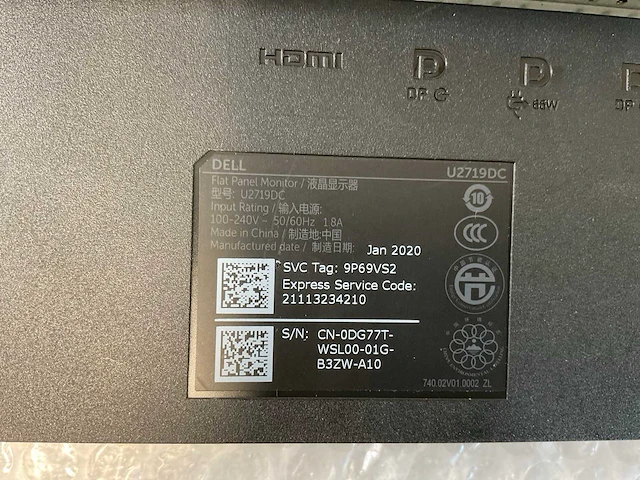 HDMI
DP
65W
DP
DELL U2719DC
Flat Panel Monitor / 液晶显示器
型号: U2719DC
Input Rating / 输入电源:
100-240V~ 50/60Hz 1.8A
Made in China / 制造地:中国
Manufactured date / 制造日期: Jan 2020
10
CCC
SVC Tag: 9P69VS2
Express Service Code:
21113234210
S/N: CN-0DG77T-
WSL00-01G-
B3ZW-A10
740.02V01.0002 ZL